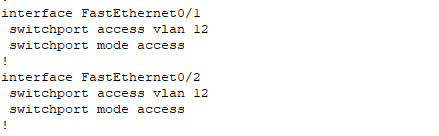 !
interface FastEthernet0/1
 switchport access vlan 12
 switchport mode access
!
interface FastEthernet0/2
 switchport access vlan 12
 switchport mode access
!